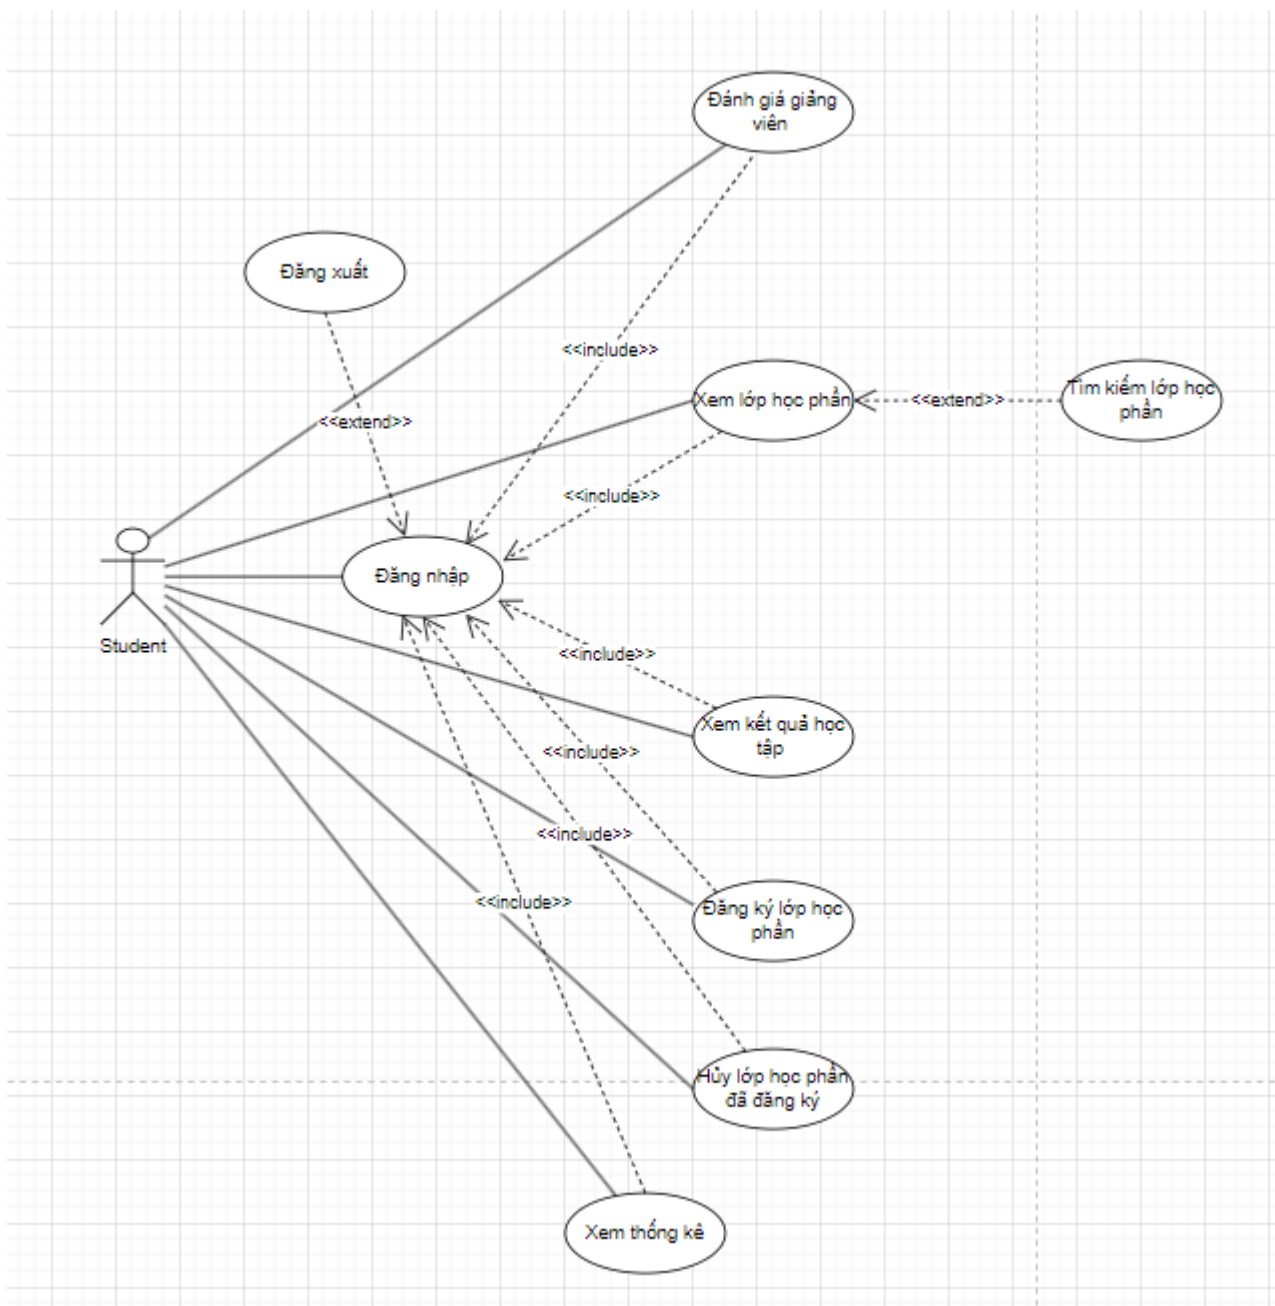 Đánh giá giảng
viên
Đăng xuất
<<include>>
Xem lớp học phần
<<extend>>
Tìm kiếm lớp học
phần
<<extend>>
<<include>>
Đăng nhập
Student
<<include>>
Xem kết quả học
tập
<<include>>
<<include>>
<<include>>
Đăng ký lớp học
phần
Hủy lớp học phần
đã đăng ký
Xem thống kê